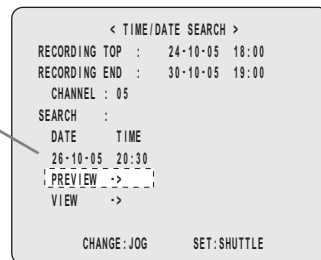 < TIME/DATE SEARCH >
RECORDING TOP : 24-10-05 18:00
RECORDING END : 30-10-05 19:00
CHANNEL : 05
SEARCH :
DATE TIME
26-10-05 20:30
PREVIEW ->
VIEW ->
CHANGE:JOG SET:SHUTTLE